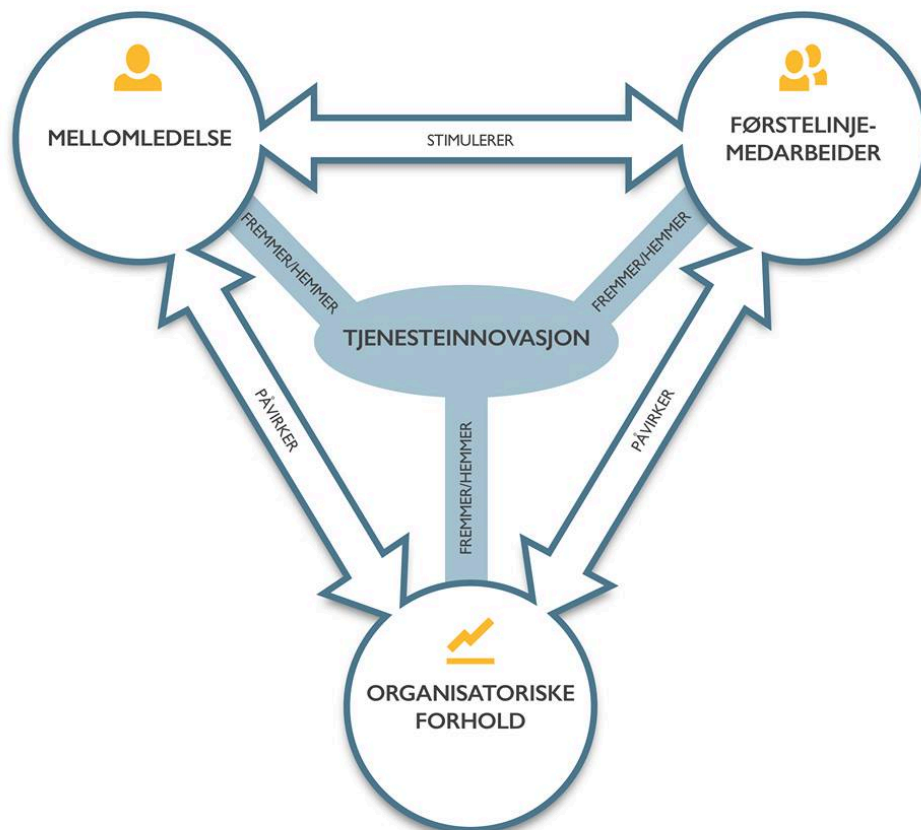 MELLOMLEDELSE
STIMULERER
FØRSTELINJE-
MEDARBEIDER
FREMMER/HEMMER
FREMMER/HEMMER
TJENESTEINNOVASJON
PÅVIRKER
PÅVIRKER
FREMMER/HEMMER
ORGANISATORISKE
FORHOLD